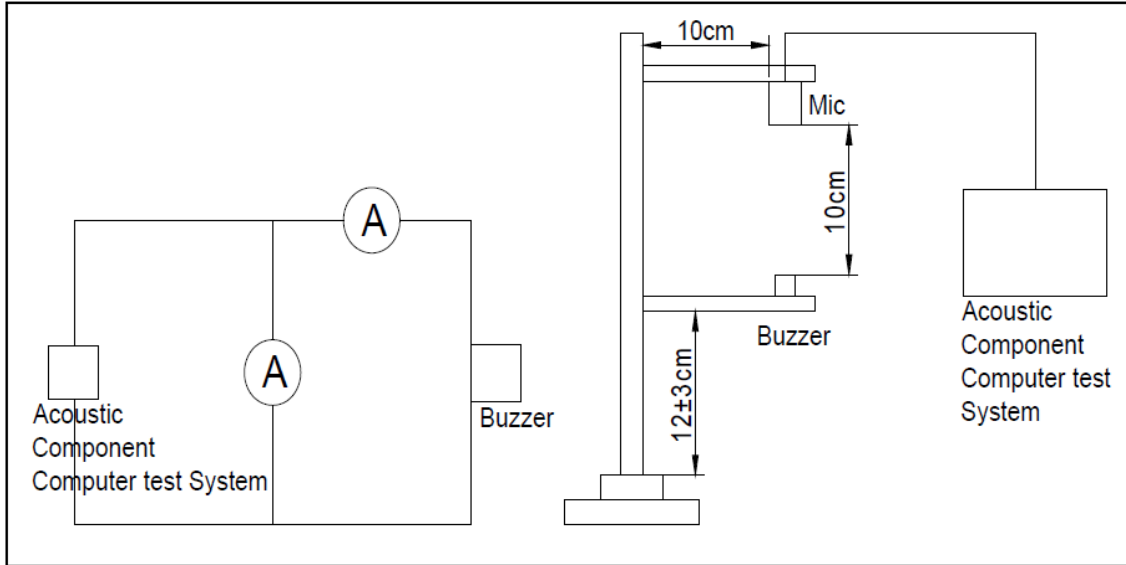 A
A
Acoustic
Component
Computer test System
Buzzer
10cm
Mic
10cm
Buzzer
12±3cm
Acoustic
Component
Computer test
System